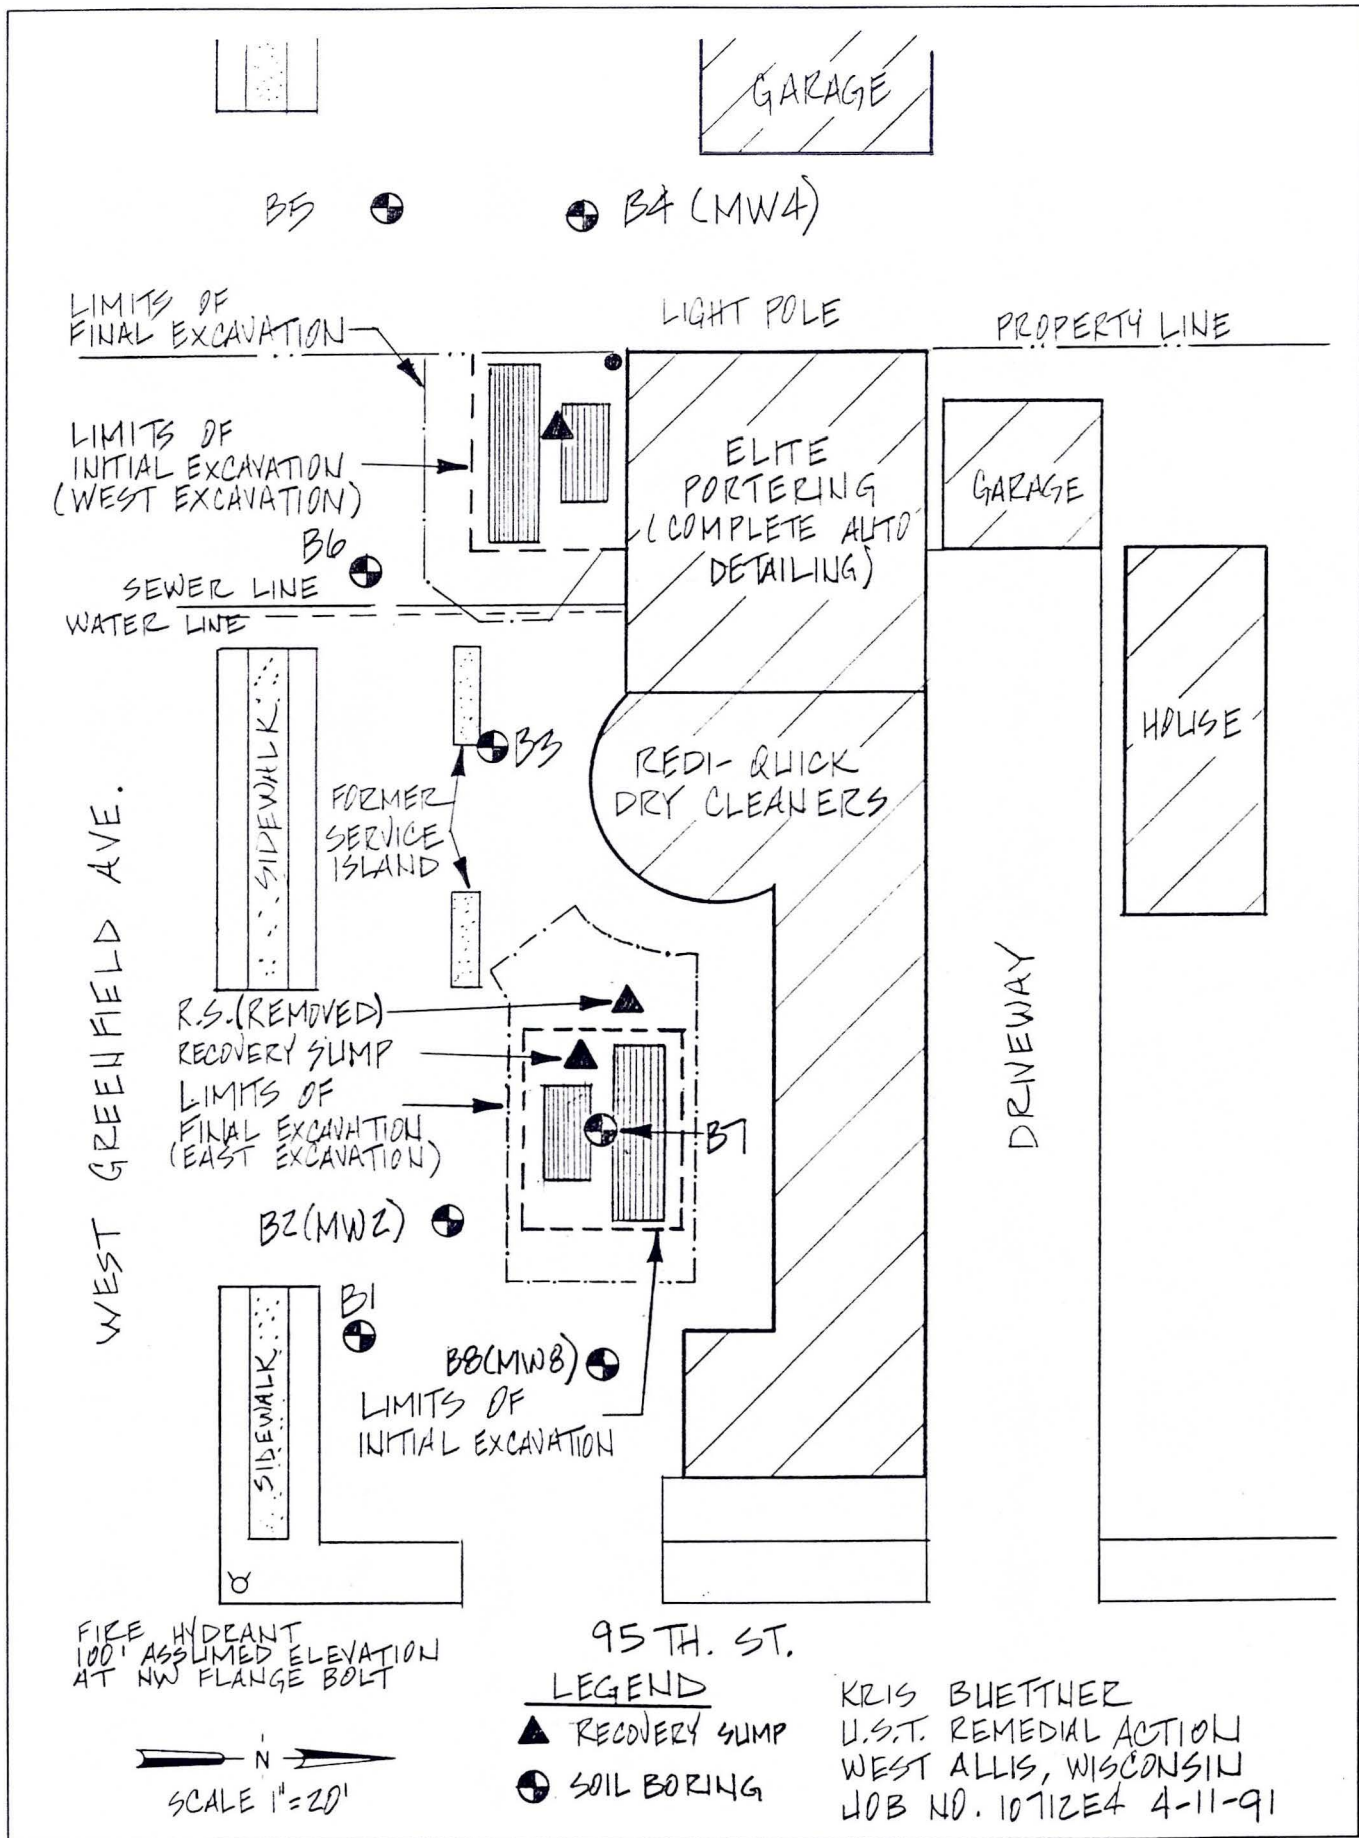 GARAGE
B5
B4 (MW4)
LIMITS OF
FINAL EXCAVATION
LIGHT POLE
PROPERTY LINE
LIMITS OF
INITIAL EXCAVATION
(WEST EXCAVATION)
ELITE
PORTERING
(COMPLETE AUTO
DETAILING)
GARAGE
B6
SEWER LINE
WATER LINE
SIDEWALK
B3
FORMER
SERVICE
ISLAND
REDI-QUICK
DRY CLEANERS
HOUSE
WEST GREENFIELD AVE.
R.S.(REMOVED)
RECOVERY SUMP
LIMITS OF
FINAL EXCAVATION
(EAST EXCAVATION)
B7
DRIVEWAY
B2(MW2)
B1
B8(MW8)
LIMITS OF
INITIAL EXCAVATION
SIDEWALK
FIRE HYDRANT
100' ASSUMED ELEVATION
AT NW FLANGE BOLT
95TH. ST.
N
SCALE 1"=20'
LEGEND
RECOVERY SUMP
SOIL BORING
KRIS BUETTNER
U.S.T. REMEDIAL ACTION
WEST ALLIS, WISCONSIN
JOB NO. 10712E4 4-11-91